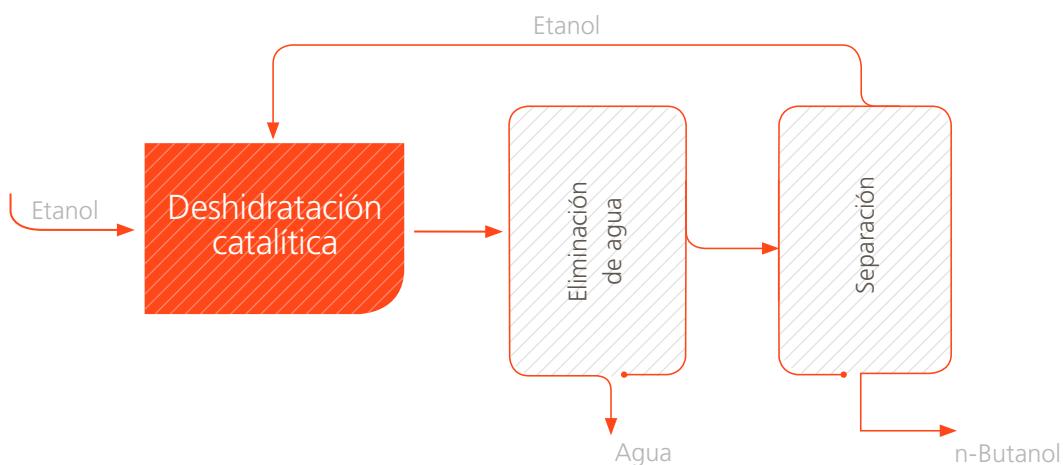 Etanol
Etanol
Deshidratación
catalítica
Eliminación
de agua
Separación
Agua
n-Butanol